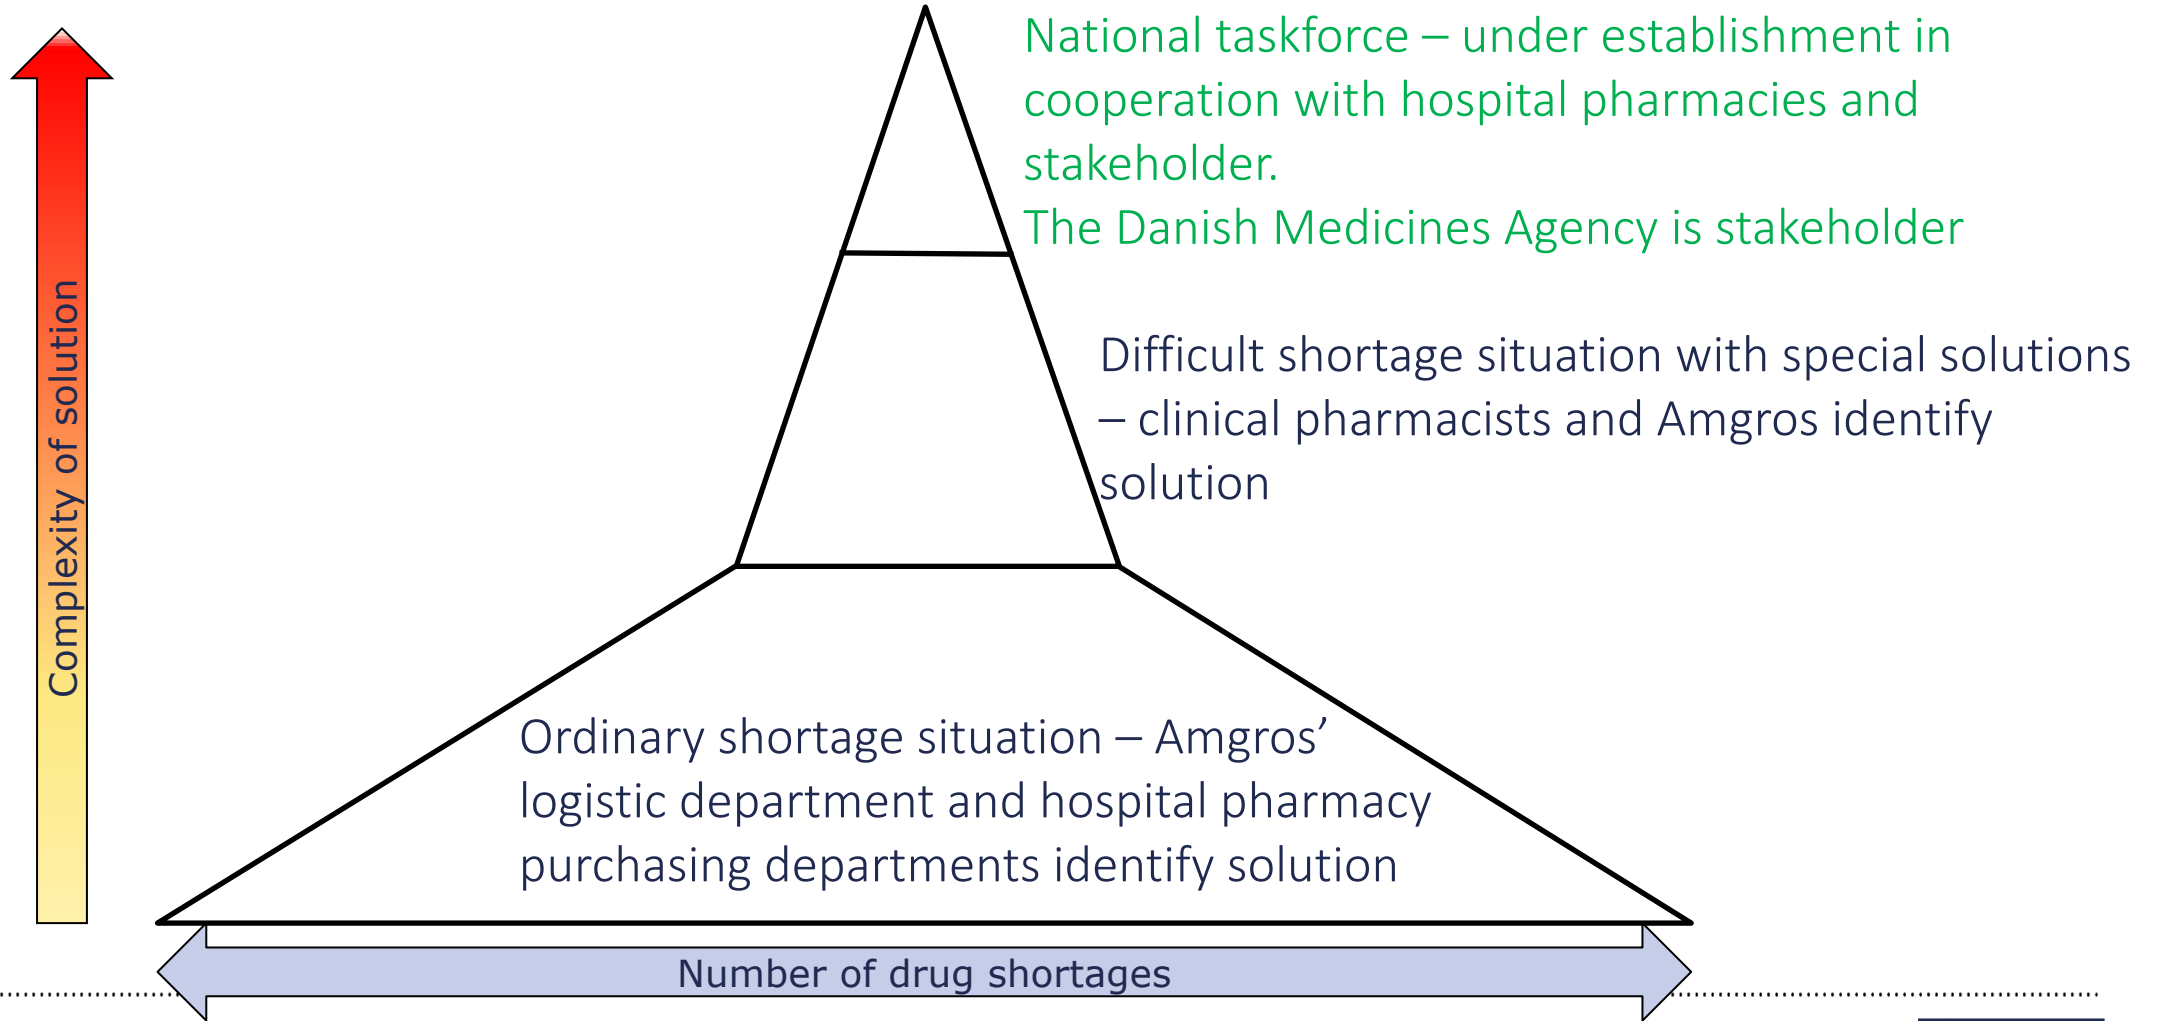 National taskforce – under establishment in
cooperation with hospital pharmacies and
stakeholder.
The Danish Medicines Agency is stakeholder
Difficult shortage situation with special solutions
– clinical pharmacists and Amgros identify
solution
Complexity of solution
Ordinary shortage situation – Amgros’
logistic department and hospital pharmacy
purchasing departments identify solution
Number of drug shortages